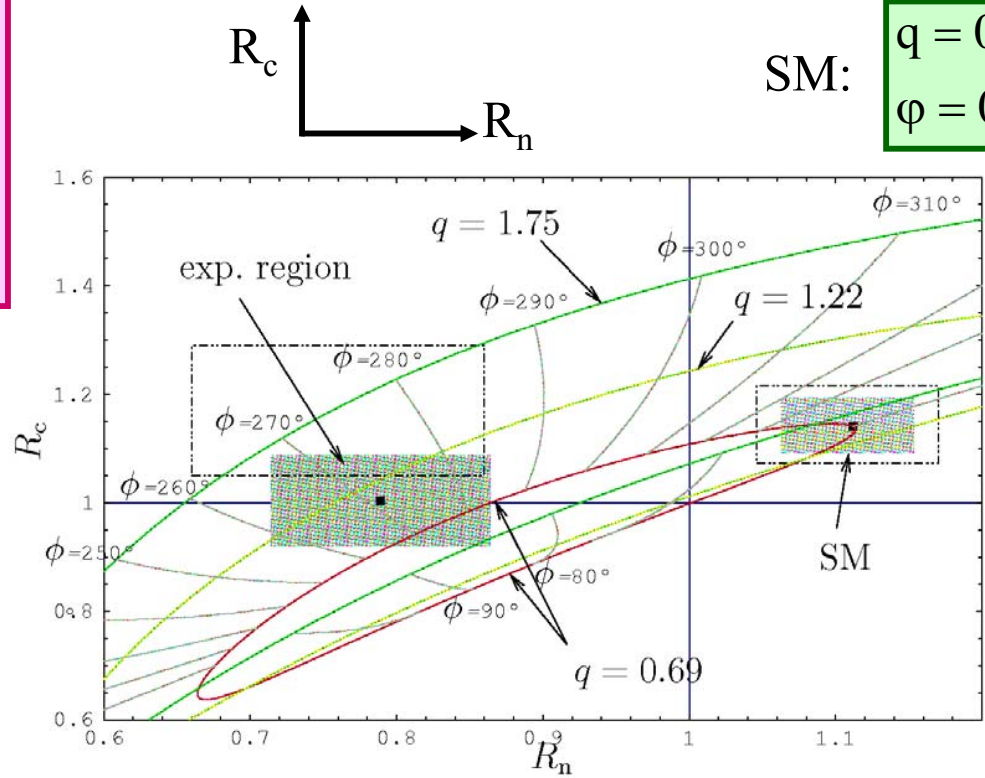 R_c
R_n
SM:
q = 0
φ = 0
1.6
1.4
1.2
1
0.8
0.6
R_c
0.6
0.7
0.8
0.9
1
1.1
R_n
q = 1.75
q = 1.22
q = 0.69
exp. region
SM
ϕ=310°
ϕ=300°
ϕ=290°
ϕ=280°
ϕ=270°
ϕ=260°
ϕ=250°
ϕ=80°
ϕ=90°